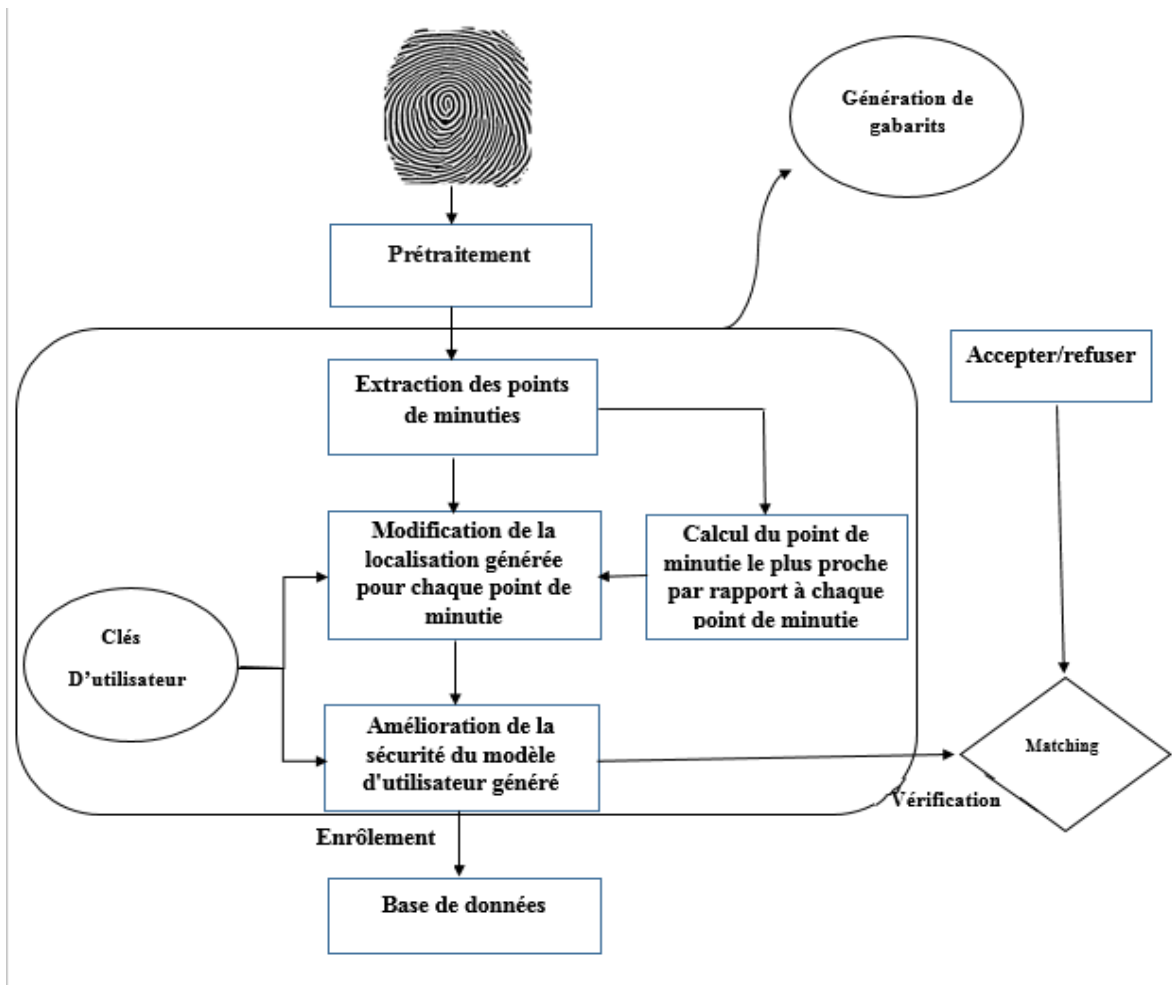 Génération de
gabarits
Prétraitement
Accepter/refuser
Extraction des points
de minuties
Modification de la
localisation générée
pour chaque point de
minutie
Calcul du point de
minutie le plus proche
par rapport à chaque
point de minutie
Clés
D'utilisateur
Amélioration de la
sécurité du modèle
d'utilisateur généré
Matching
Vérification
Enrôlement
Base de données